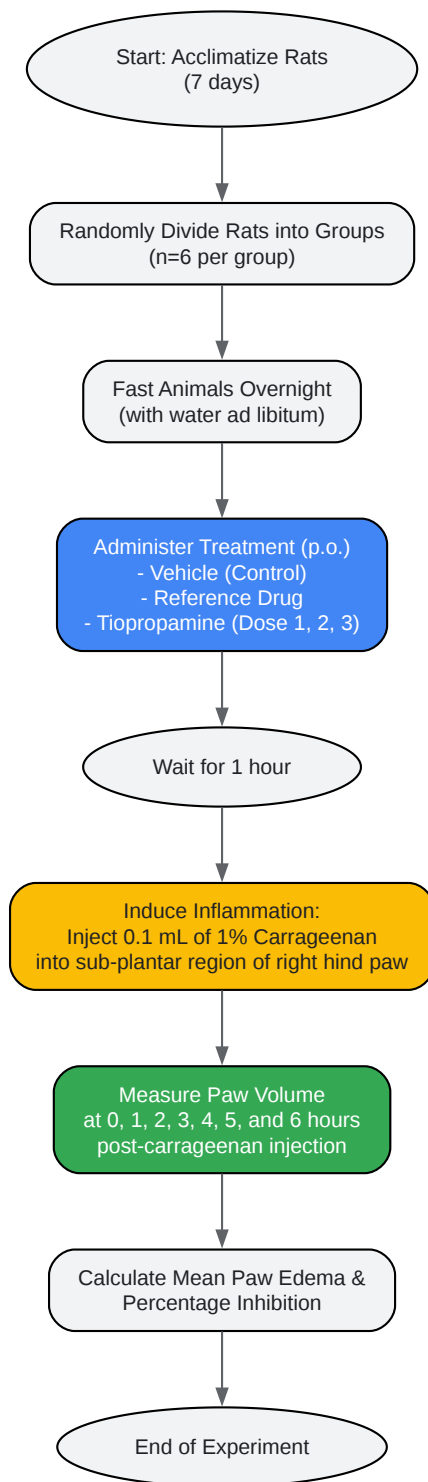 Start: Acclimatize Rats
(7 days)
Randomly Divide Rats into Groups
(n=6 per group)
Fast Animals Overnight
(with water ad libitum)
Administer Treatment (p.o.)
- Vehicle (Control)
- Reference Drug
- Tiopropamine (Dose 1, 2, 3)
Wait for 1 hour
Induce Inflammation:
Inject 0.1 mL of 1% Carrageenan
into sub-plantar region of right hind paw
Measure Paw Volume
at 0, 1, 2, 3, 4, 5, and 6 hours
post-carrageenan injection
Calculate Mean Paw Edema &
Percentage Inhibition
End of Experiment